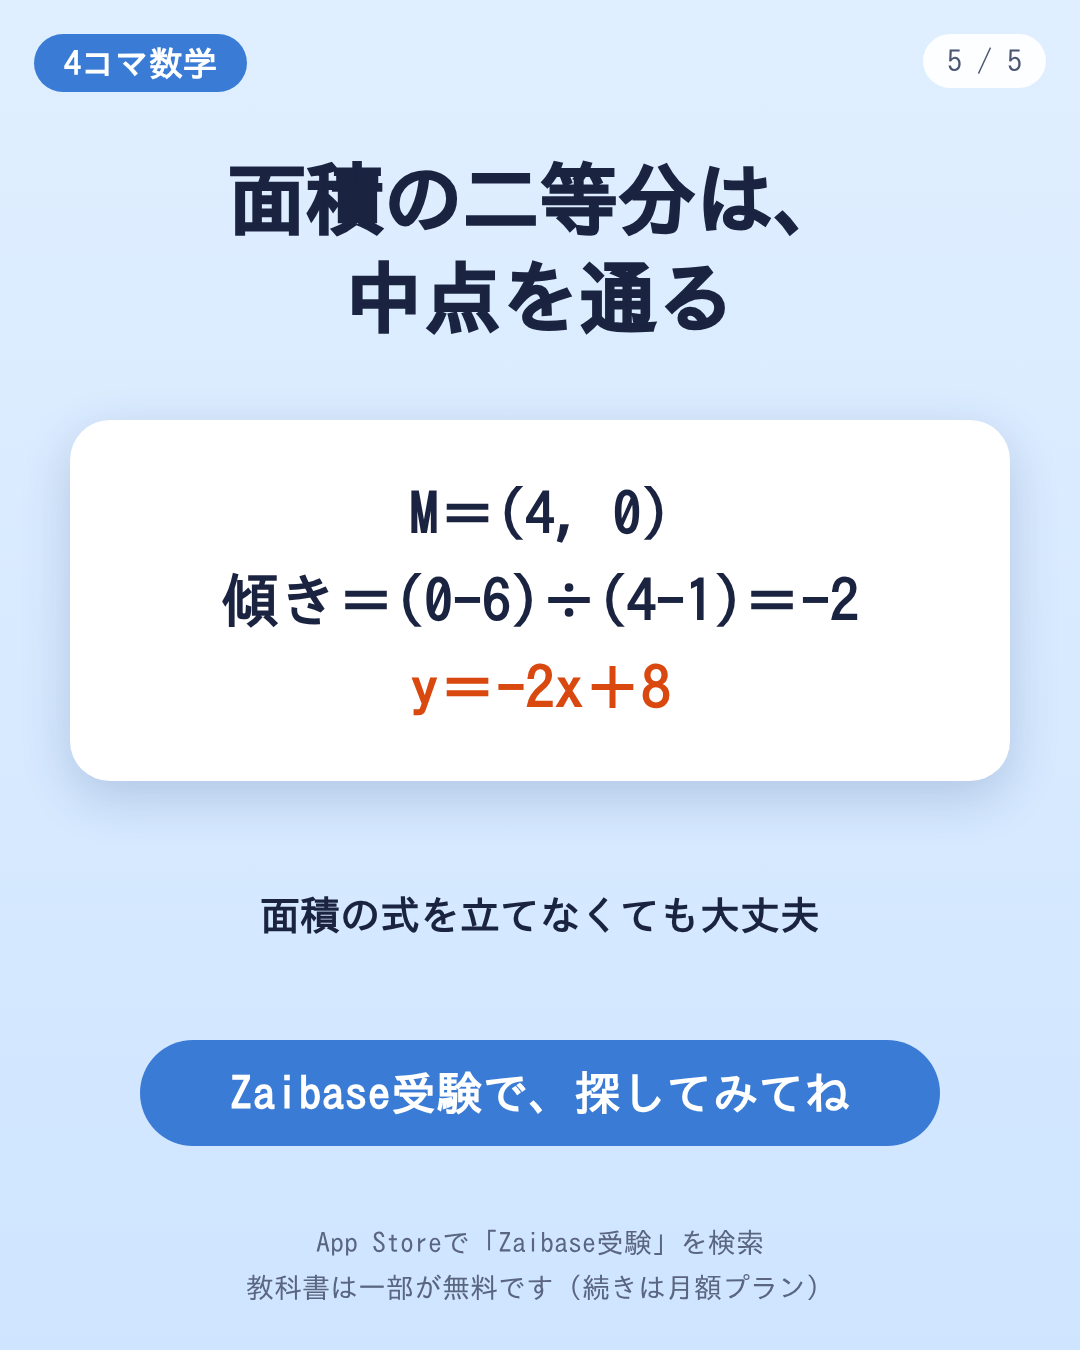 4コマ数学
5 / 5
面積の二等分は、
中点を通る
M＝(4, 0)
傾き＝(0−6)÷(4−1)＝−2
y＝−2x＋8
面積の式を立てなくても大丈夫
Zaibase受験で、探してみてね
App Storeで「Zaibase受験」を検索
教科書は一部が無料です（続きは月額プラン）